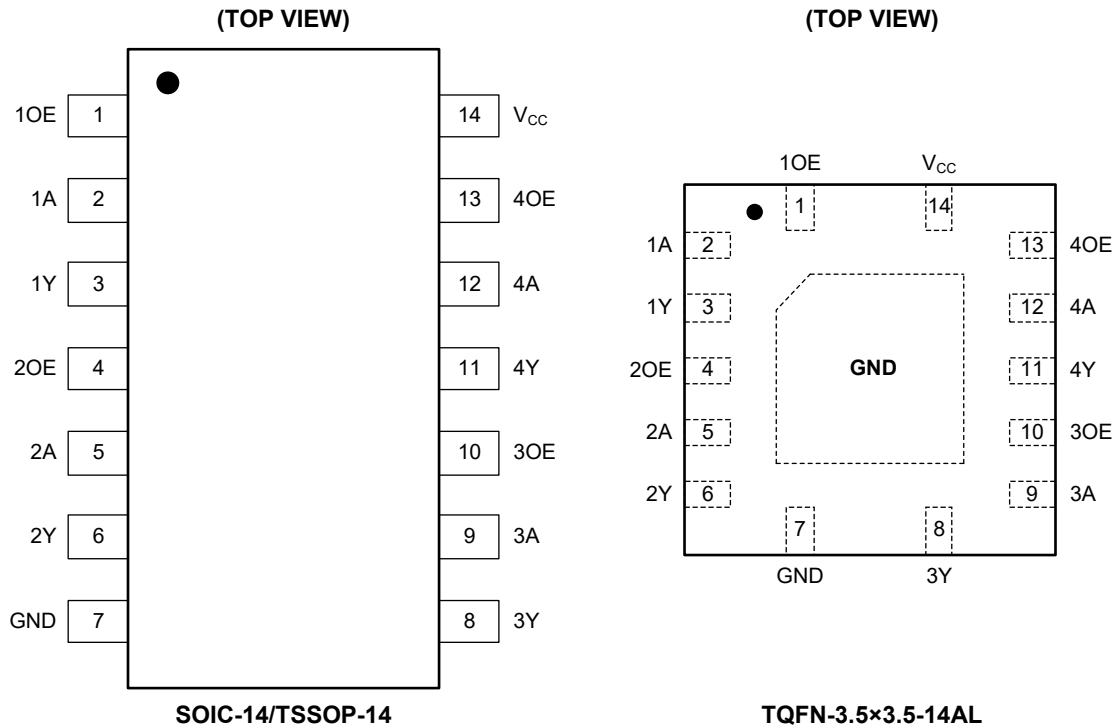 (TOP VIEW)
1OE 1 14 VCC
1A 2 13 4OE
1Y 3 12 4A
2OE 4 11 4Y
2A 5 10 3OE
2Y 6 9 3A
GND 7 8 3Y
SOIC-14/TSSOP-14
(TOP VIEW)
1OE VCC
1 14
1A 2 13 4OE
1Y 3 12 4A
2OE 4 GND 11 4Y
2A 5 10 3OE
2Y 6 9 3A
7 8
GND 3Y
TQFN-3.5×3.5-14AL